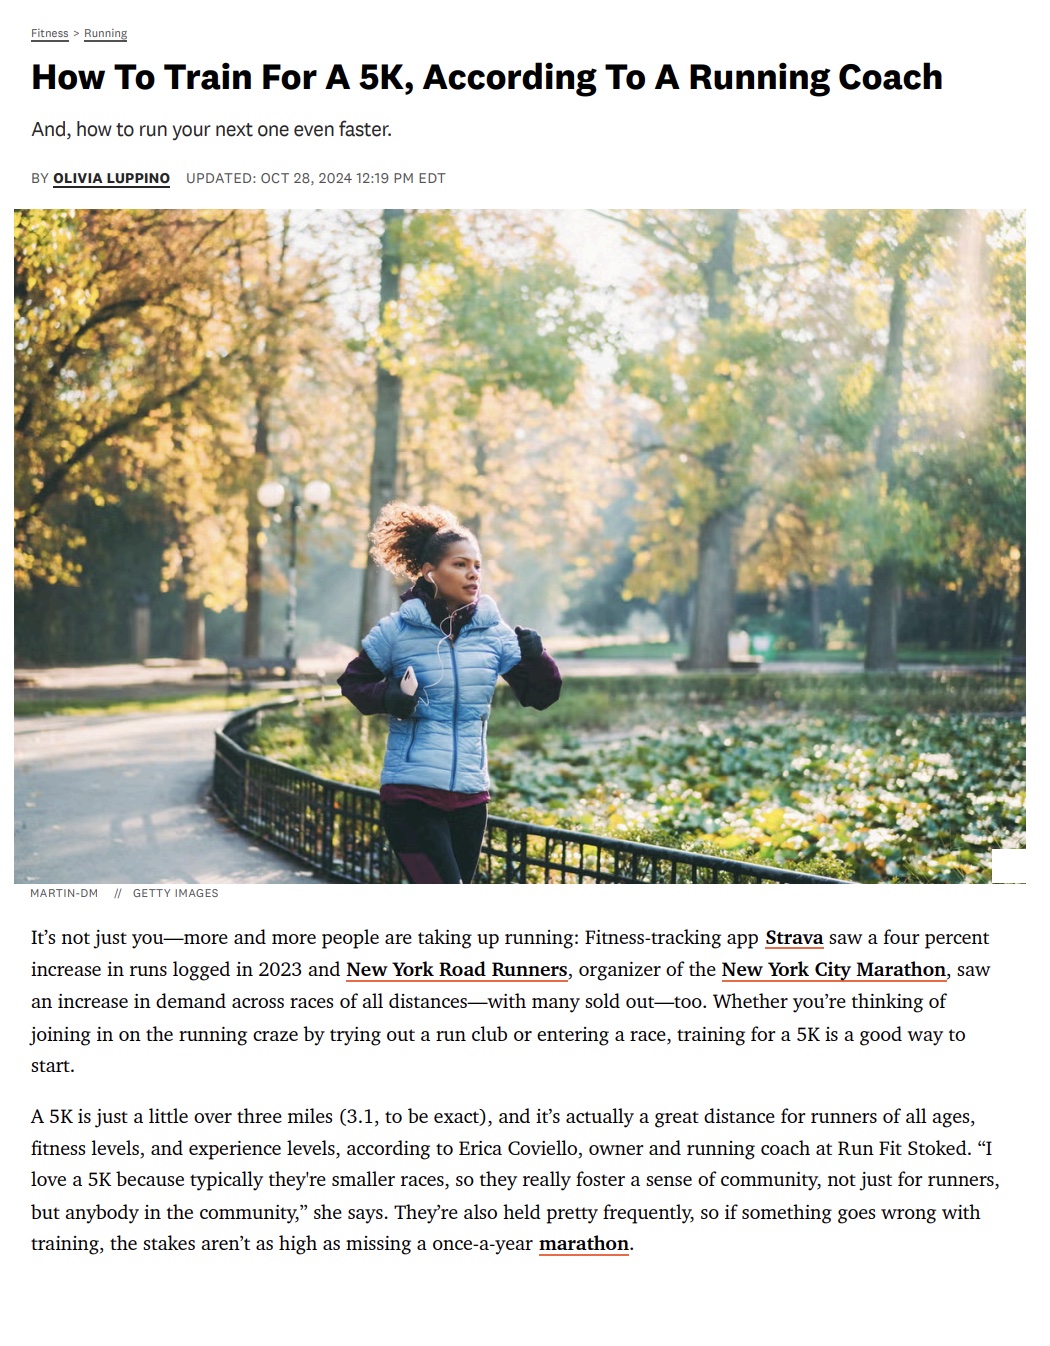 Fitness > Running
How To Train For A 5K, According To A Running Coach
And, how to run your next one even faster.
BY OLIVIA LUPPINO UPDATED: OCT 28, 2024 12:19 PM EDT
MARTIN-DM // GETTY IMAGES
It’s not just you—more and more people are taking up running: Fitness-tracking app Strava saw a four percent
increase in runs logged in 2023 and New York Road Runners, organizer of the New York City Marathon, saw
an increase in demand across races of all distances—with many sold out—too. Whether you’re thinking of
joining in on the running craze by trying out a run club or entering a race, training for a 5K is a good way to
start.
A 5K is just a little over three miles (3.1, to be exact), and it’s actually a great distance for runners of all ages,
fitness levels, and experience levels, according to Erica Coviello, owner and running coach at Run Fit Stoked. “I
love a 5K because typically they're smaller races, so they really foster a sense of community, not just for runners,
but anybody in the community,” she says. They’re also held pretty frequently, so if something goes wrong with
training, the stakes aren’t as high as missing a once-a-year marathon.